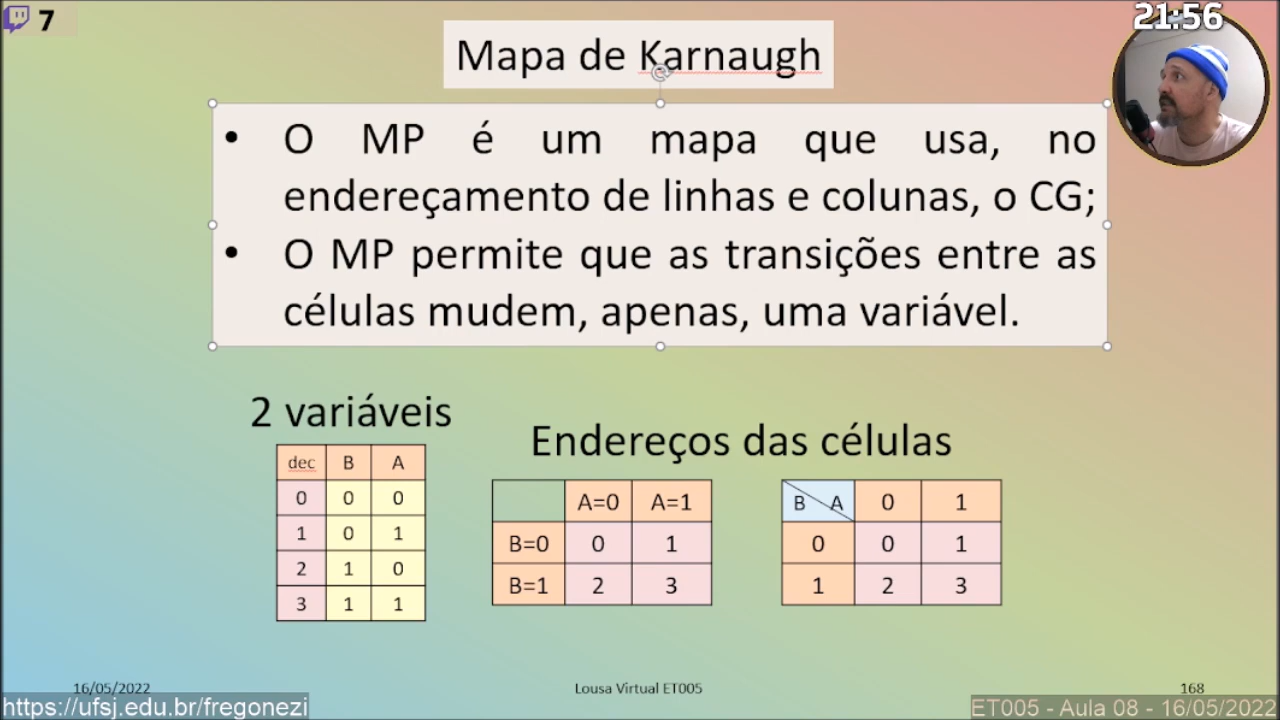 7
21:56
Mapa de Karnaugh
• O MP é um mapa que usa, no
endereçamento de linhas e colunas, o CG;
• O MP permite que as transições entre as
células mudem, apenas, uma variável.
2 variáveis
dec B A
0 0 0
1 0 1
2 1 0
3 1 1
Endereços das células
A=0 A=1
B=0 0 1
B=1 2 3
B A 0 1
0 0 1
1 2 3
16/05/2022
Lousa Virtual ET005
168
https://ufsj.edu.br/fregonezi
ET005 - Aula 08 - 16/05/2022